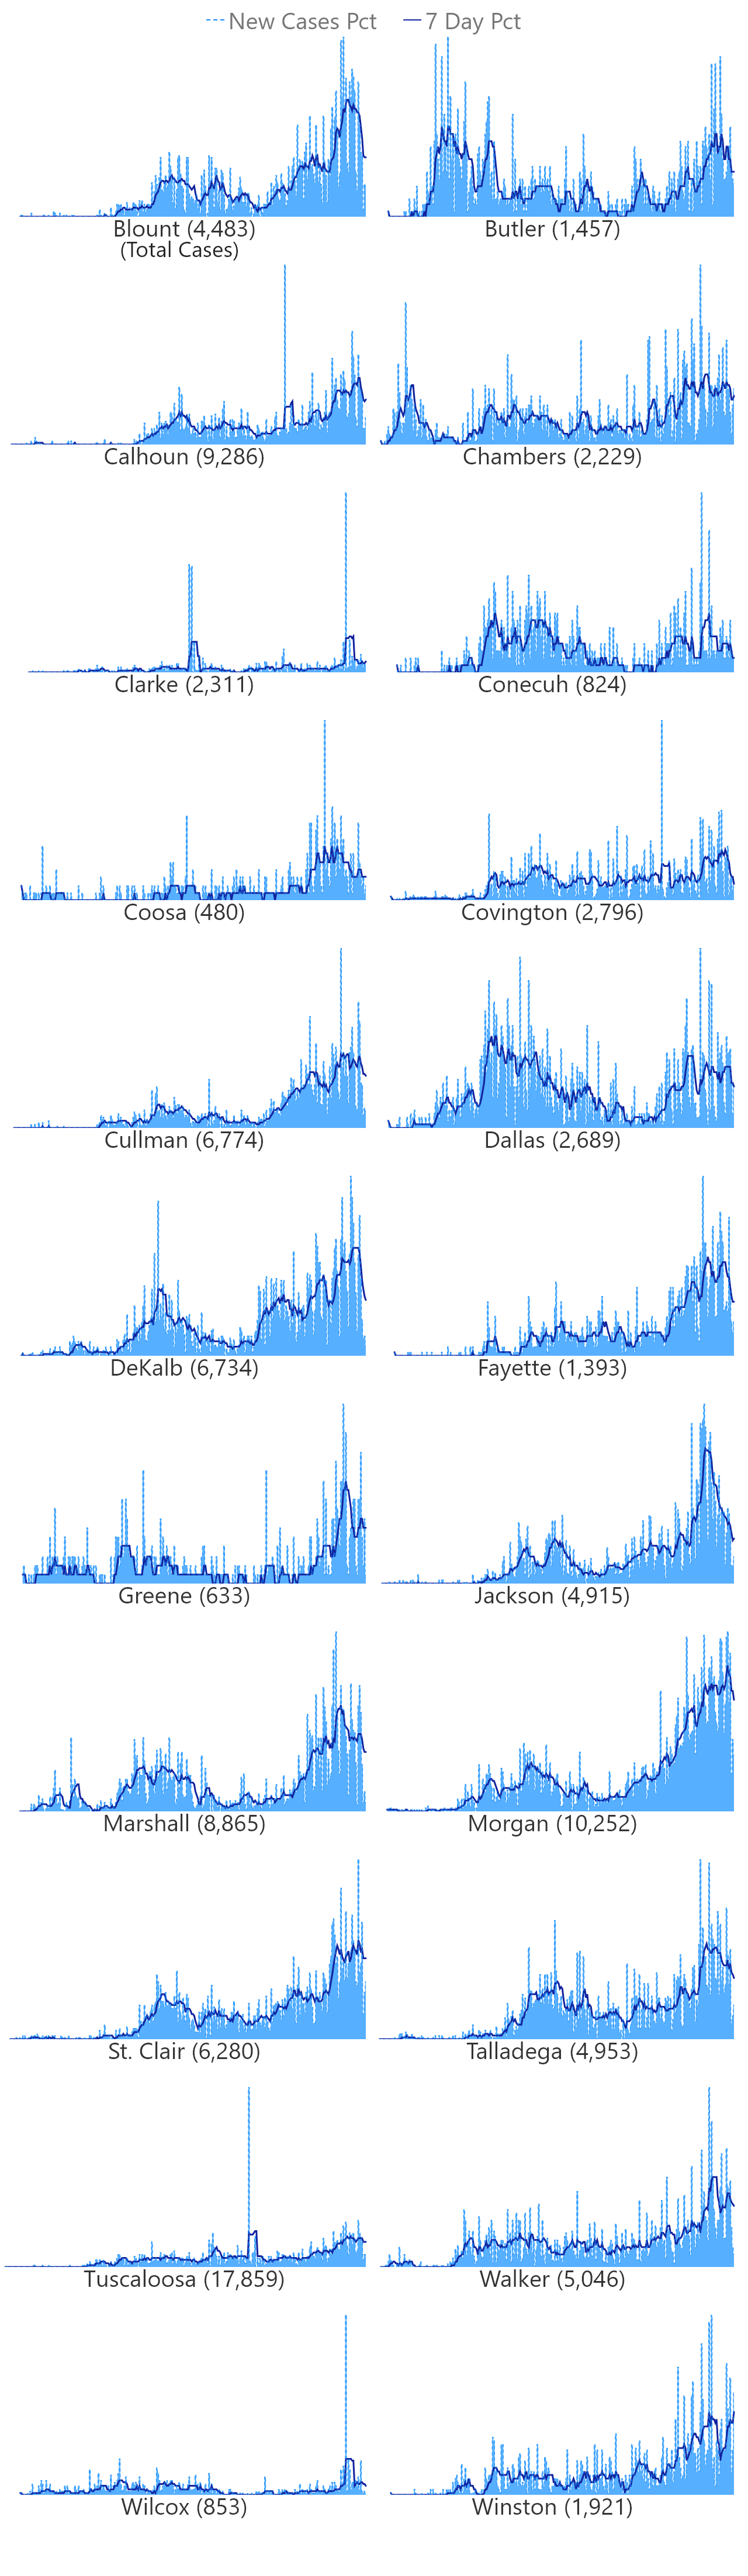 New Cases Pct 7 Day Pct
Blount (4,483) Butler (1,457)
(Total Cases)
Calhoun (9,286) Chambers (2,229)
Clarke (2,311) Conecuh (824)
Coosa (480) Covington (2,796)
Cullman (6,774) Dallas (2,689)
DeKalb (6,734) Fayette (1,393)
Greene (633) Jackson (4,915)
Marshall (8,865) Morgan (10,252)
St. Clair (6,280) Talladega (4,953)
Tuscaloosa (17,859) Walker (5,046)
Wilcox (853) Winston (1,921)